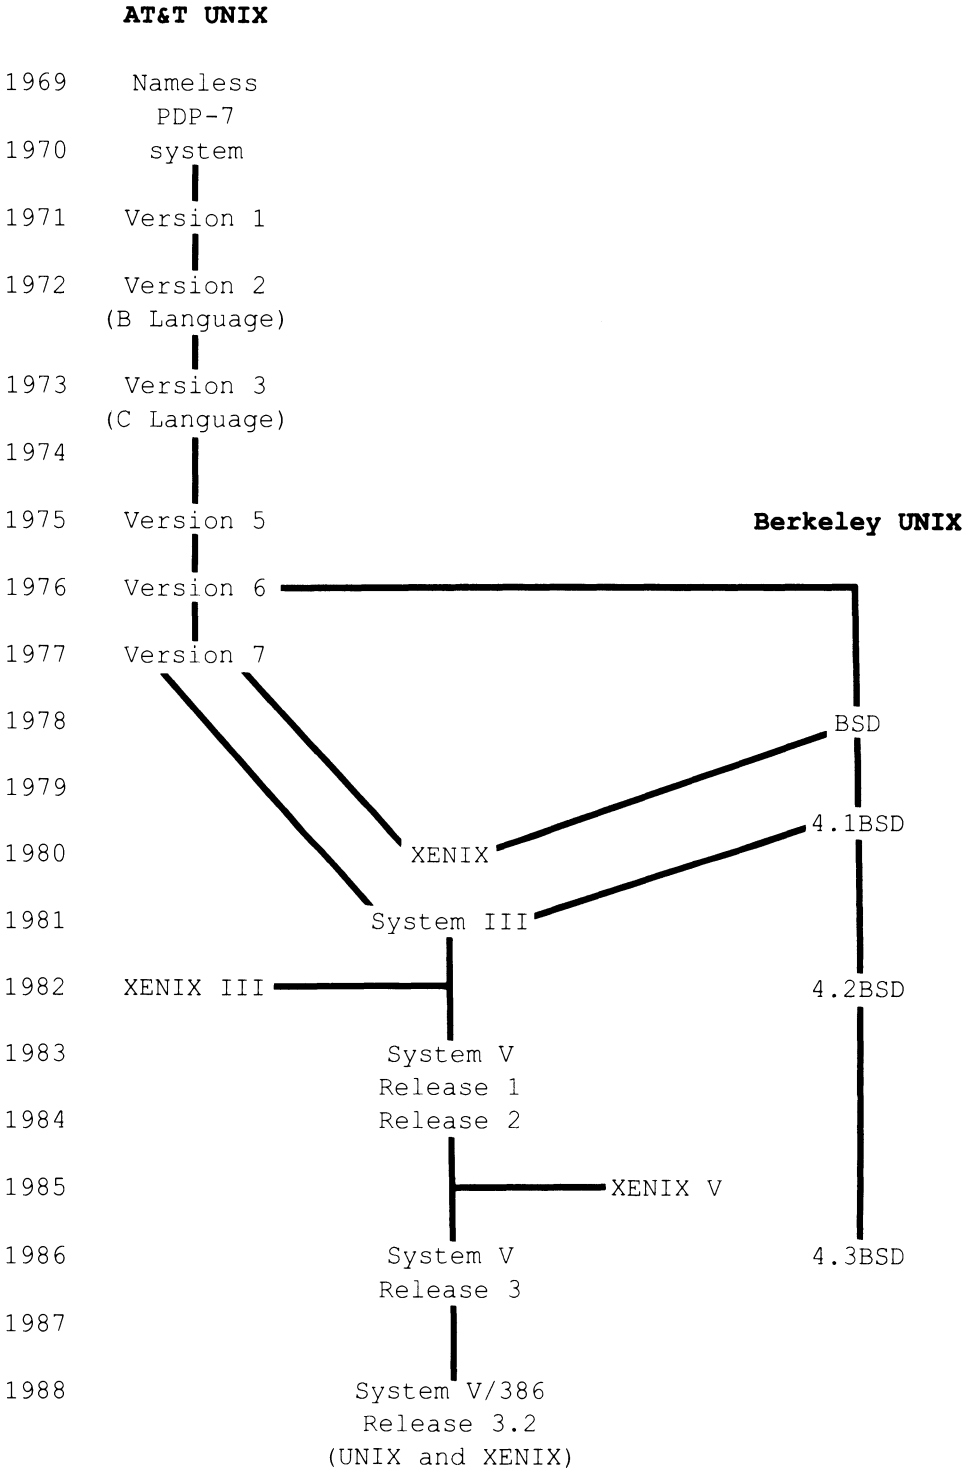 AT&T UNIX
1969 Nameless
PDP-7
1970 system
1971 Version 1
1972 Version 2
(B Language)
1973 Version 3
(C Language)
1974
1975 Version 5 Berkeley UNIX
1976 Version 6
1977 Version 7
1978 BSD
1979
4.1BSD
1980 XENIX
1981 System III
1982 XENIX III 4.2BSD
1983 System V
Release 1
1984 Release 2
1985 XENIX V
1986 System V 4.3BSD
Release 3
1987
1988 System V/386
Release 3.2
(UNIX and XENIX)